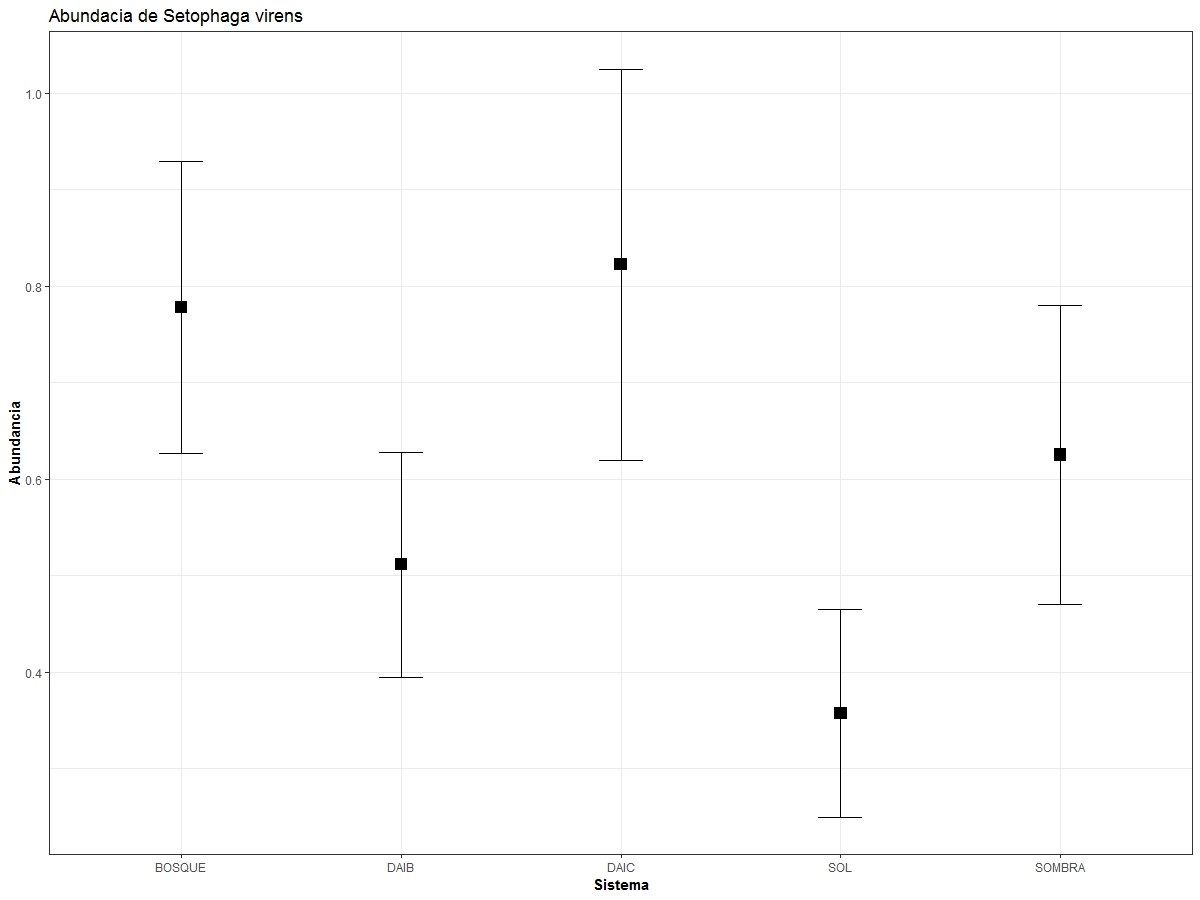 Abundacia de Setophaga virens
Abundancia
1.0
0.8
0.6
0.4
BOSQUE DAIB DAIC SOL SOMBRA
Sistema